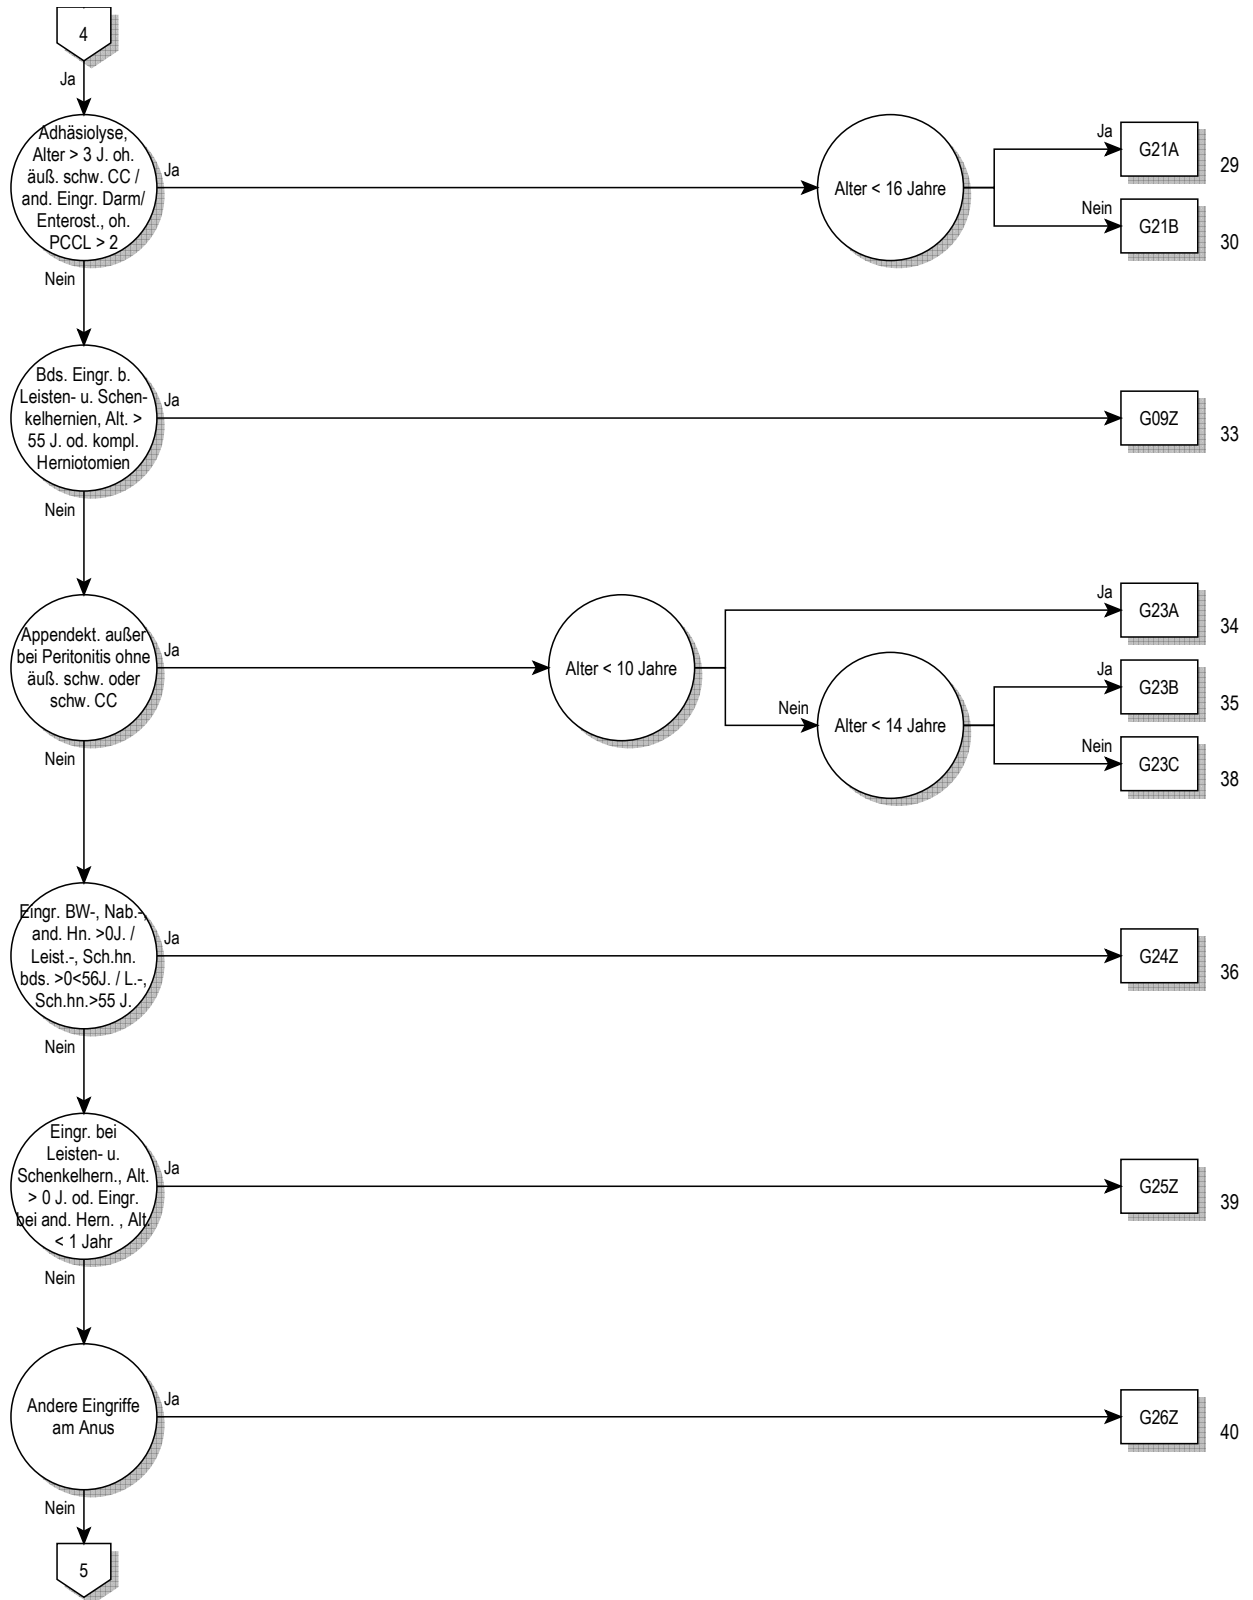 4
Ja
Adhäsiolyse,
Alter > 3 J. oh.
äuß. schw. CC /
and. Eingr. Darm/
Enterost., oh.
PCCL > 2
Ja
Alter < 16 Jahre
Ja
G21A
29
Nein
G21B
30
Nein
Bds. Eingr. b.
Leisten- u. Schen-
kelhernien, Alt. >
55 J. od. kompl.
Herniotomien
Ja
G09Z
33
Nein
Appendekt. außer
bei Peritonitis ohne
äuß. schw. oder
schw. CC
Ja
Alter < 10 Jahre
Ja
G23A
34
Nein
Alter < 14 Jahre
Ja
G23B
35
Nein
G23C
38
Nein
Eingr. BW-, Nab.-,
and. Hn. >0J. /
Leist.-, Sch.hn.
bds. >0<56J. / L.-,
Sch.hn.>55 J.
Ja
G24Z
36
Nein
Eingr. bei
Leisten- u.
Schenkelhern., Alt.
> 0 J. od. Eingr.
bei and. Hern. , Alt.
< 1 Jahr
Ja
G25Z
39
Nein
Andere Eingriffe
am Anus
Ja
G26Z
40
Nein
5